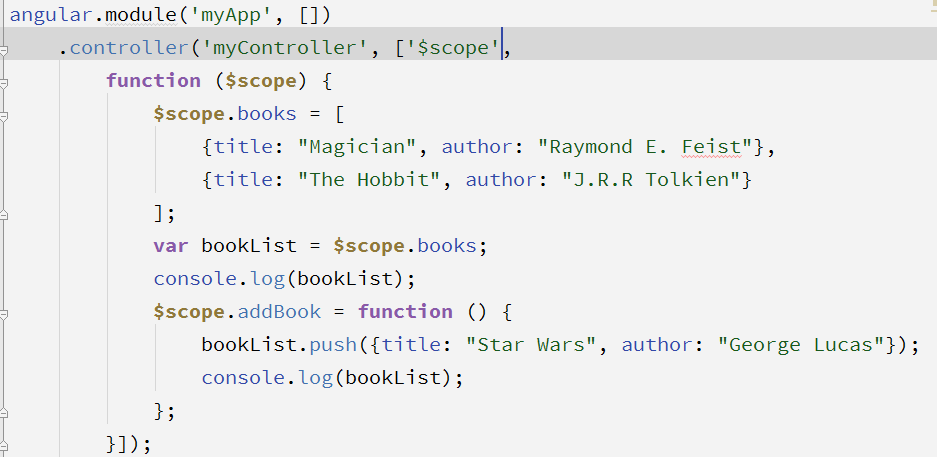 angular.module('myApp', [])
    .controller('myController', ['$scope',
        function ($scope) {
            $scope.books = [
                {title: "Magician", author: "Raymond E. Feist"},
                {title: "The Hobbit", author: "J.R.R Tolkien"}
            ];
            var bookList = $scope.books;
            console.log(bookList);
            $scope.addBook = function () {
                bookList.push({title: "Star Wars", author: "George Lucas"});
                console.log(bookList);
            };
        }]);